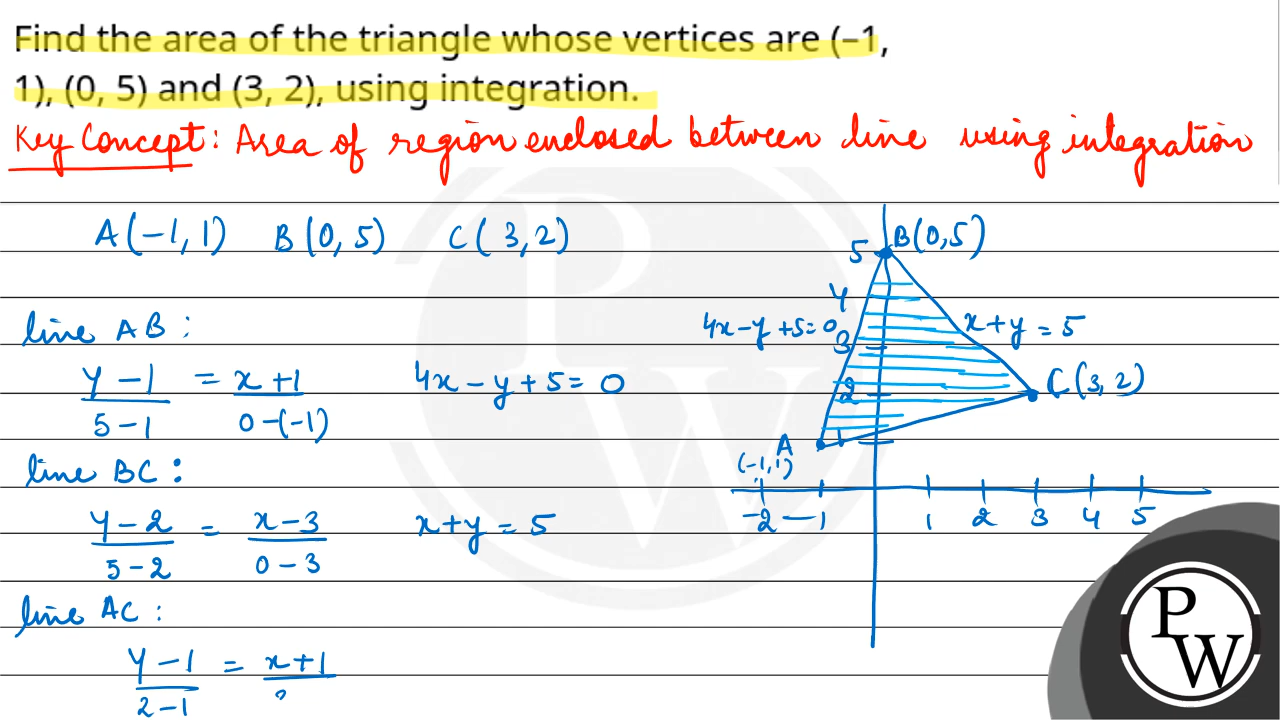 Find the area of the triangle whose vertices are (–1,
1), (0, 5) and (3, 2), using integration.
Key Concept: Area of region enclosed between line using integration
A(-1, 1) B(0, 5) C(3, 2)
line AB:
y-1/5-1 = x+1/0-(-1) 4x-y+5=0
line BC:
y-2/5-2 = x-3/0-3 x+y=5
line AC:
y-1/2-1 = x+1
B(0,5)
5
4
4x-y+5=0
3
x+y=5
2
C(3,2)
A
1
(-1,1)
-2 -1 1 2 3 4 5
P
W
PW